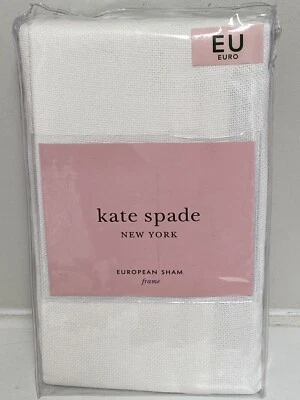 EU
EURO
kate spade
NEW YORK
EUROPEAN SHAM
frame